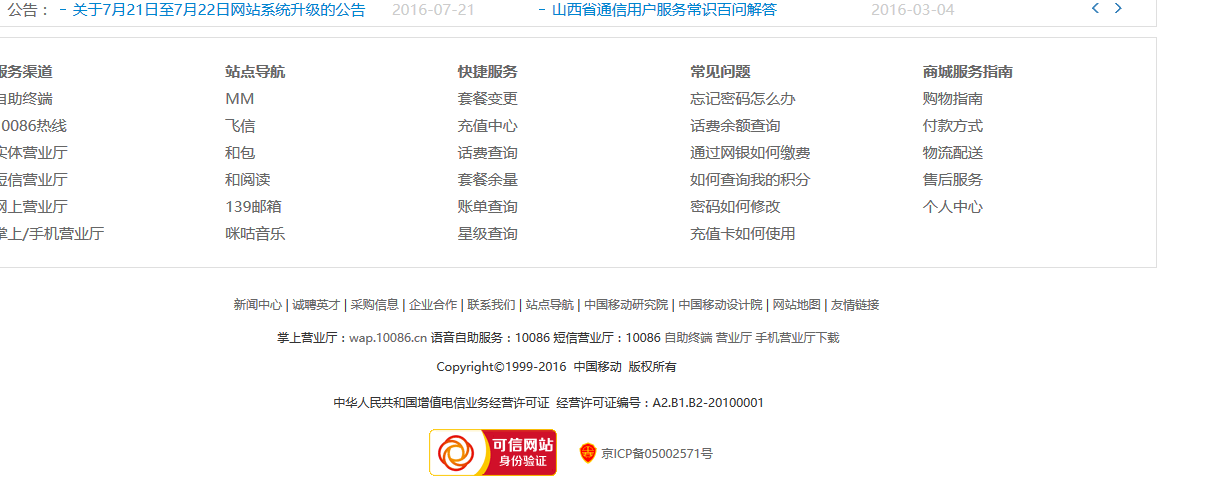 公告： - 关于7月21日至7月22日网站系统升级的公告 2016-07-21 - 山西省通信用户服务常识百问解答 2016-03-04
服务渠道 站点导航 快捷服务 常见问题 商城服务指南
自助终端 MM 套餐变更 忘记密码怎么办 购物指南
10086热线 飞信 充值中心 话费余额查询 付款方式
实体营业厅 和包 话费查询 通过网银如何缴费 物流配送
短信营业厅 和阅读 套餐余量 如何查询我的积分 售后服务
网上营业厅 139邮箱 账单查询 密码如何修改 个人中心
掌上/手机营业厅 咪咕音乐 星级查询 充值卡如何使用
新闻中心 | 诚聘英才 | 采购信息 | 企业合作 | 联系我们 | 站点导航 | 中国移动研究院 | 中国移动设计院 | 网站地图 | 友情链接
掌上营业厅：wap.10086.cn 语音自助服务：10086 短信营业厅：10086 自助终端 营业厅 手机营业厅下载
Copyright©1999-2016 中国移动 版权所有
中华人民共和国增值电信业务经营许可证 经营许可证编号：A2.B1.B2-20100001
可信网站
身份验证
京ICP备05002571号